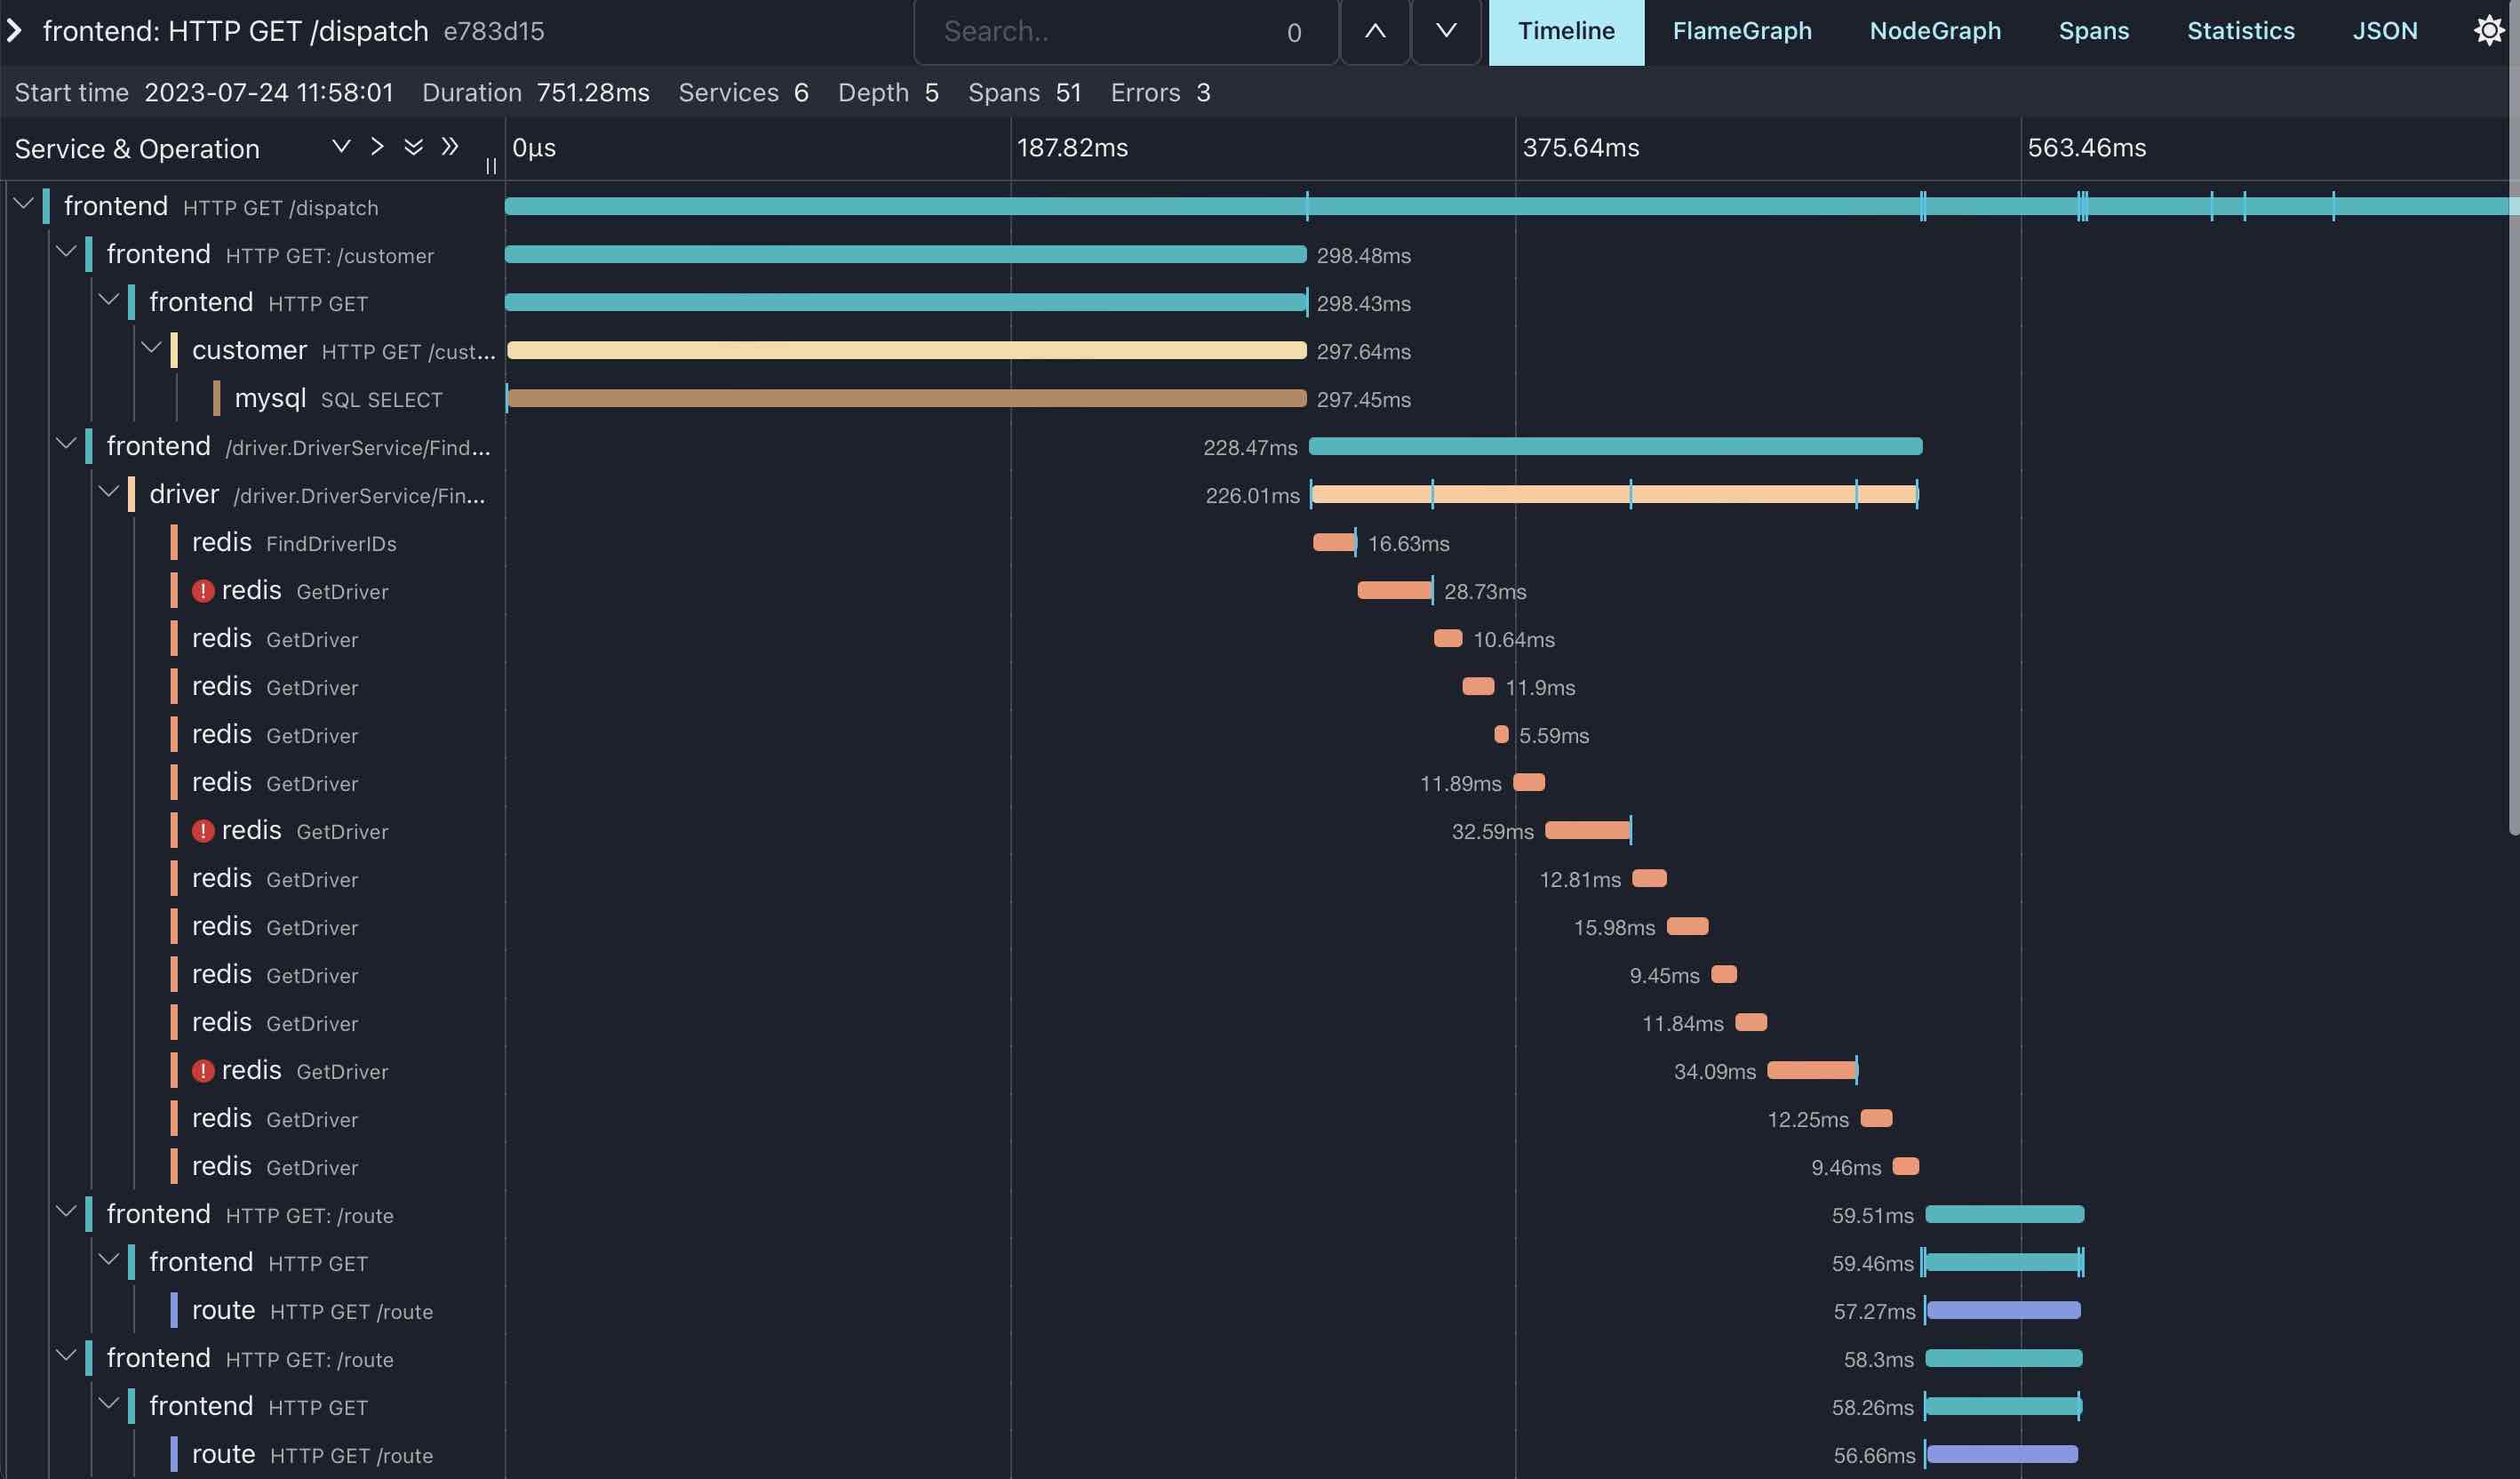 frontend: HTTP GET /dispatch e783d15 Search.. 0 Timeline FlameGraph NodeGraph Spans Statistics JSON
Start time 2023-07-24 11:58:01 Duration 751.28ms Services 6 Depth 5 Spans 51 Errors 3
Service & Operation 0μs 187.82ms 375.64ms 563.46ms
frontend HTTP GET /dispatch
frontend HTTP GET: /customer 298.48ms
frontend HTTP GET 298.43ms
customer HTTP GET /cust... 297.64ms
mysql SQL SELECT 297.45ms
frontend /driver.DriverService/Find... 228.47ms
driver /driver.DriverService/Fin... 226.01ms
redis FindDriverIDs 16.63ms
! redis GetDriver 28.73ms
redis GetDriver 10.64ms
redis GetDriver 11.9ms
redis GetDriver 5.59ms
redis GetDriver 11.89ms
! redis GetDriver 32.59ms
redis GetDriver 12.81ms
redis GetDriver 15.98ms
redis GetDriver 9.45ms
redis GetDriver 11.84ms
! redis GetDriver 34.09ms
redis GetDriver 12.25ms
redis GetDriver 9.46ms
frontend HTTP GET: /route 59.51ms
frontend HTTP GET 59.46ms
route HTTP GET /route 57.27ms
frontend HTTP GET: /route 58.3ms
frontend HTTP GET 58.26ms
route HTTP GET /route 56.66ms